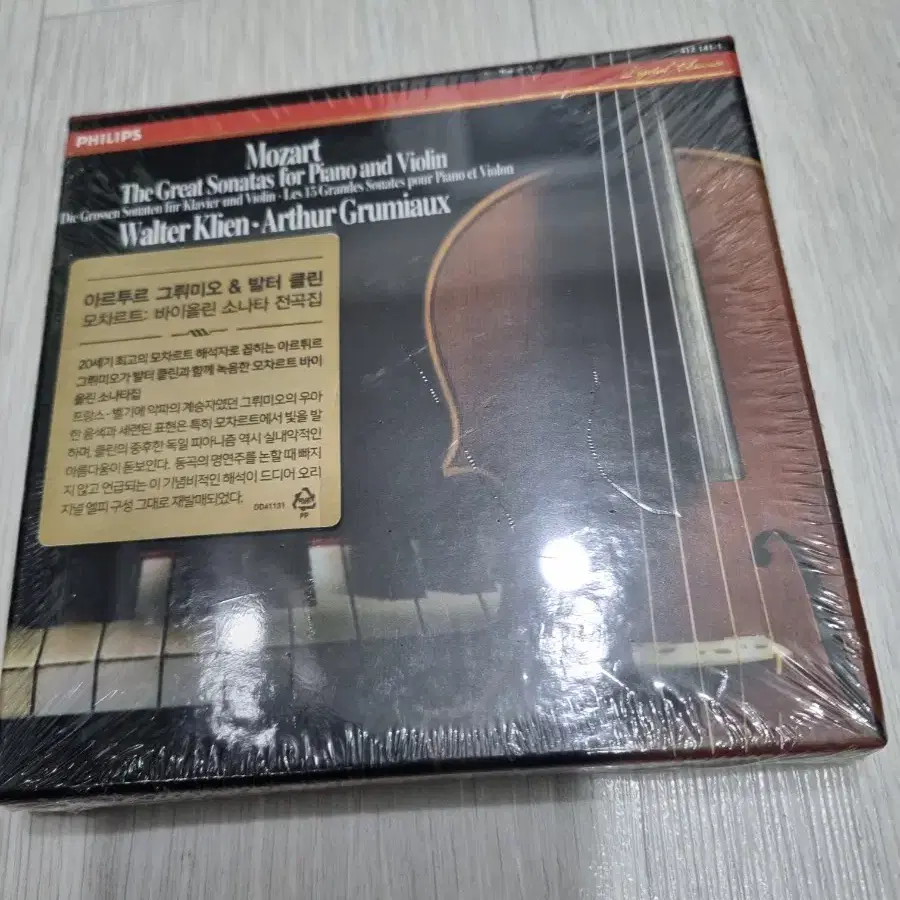 412 141-1
Digital Classics
PHILIPS
Mozart
The Great Sonatas for Piano and Violin
Die Grossen Sonaten für Klavier und Violin · Les 15 Grandes Sonates pour Piano et Violon
Walter Klien · Arthur Grumiaux
아르투르 그뤼미오 & 발터 클린
모차르트: 바이올린 소나타 전곡집
20세기 최고의 모차르트 해석자로 꼽히는 아르튀르
그뤼미오가 발터 클린과 함께 녹음한 모차르트 바이
올린 소나타집
프랑스-벨기에 악파의 계승자였던 그뤼미오의 우아
한 음색과 세련된 표현은 특히 모차르트에서 빛을 발
하며, 클린의 중후한 독일 피아니즘 역시 실내악적인
아름다움이 돋보인다. 동곡의 명연주를 논할 때 빠지
지 않고 언급되는 이 기념비적인 해석이 드디어 오리
지널 엘피 구성 그대로 재발매되었다.
DD41131
PP